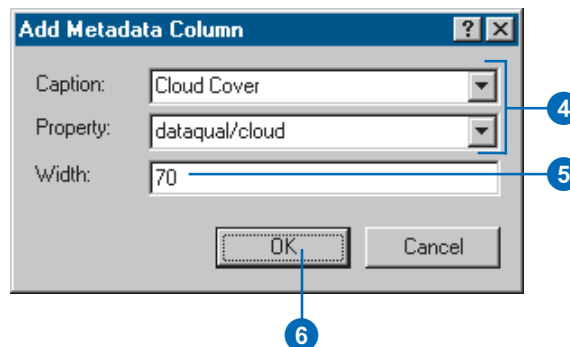 Add Metadata Column ? ×
Caption: Cloud Cover
4
Property: dataqual/cloud
Width: 70
5
OK Cancel
6